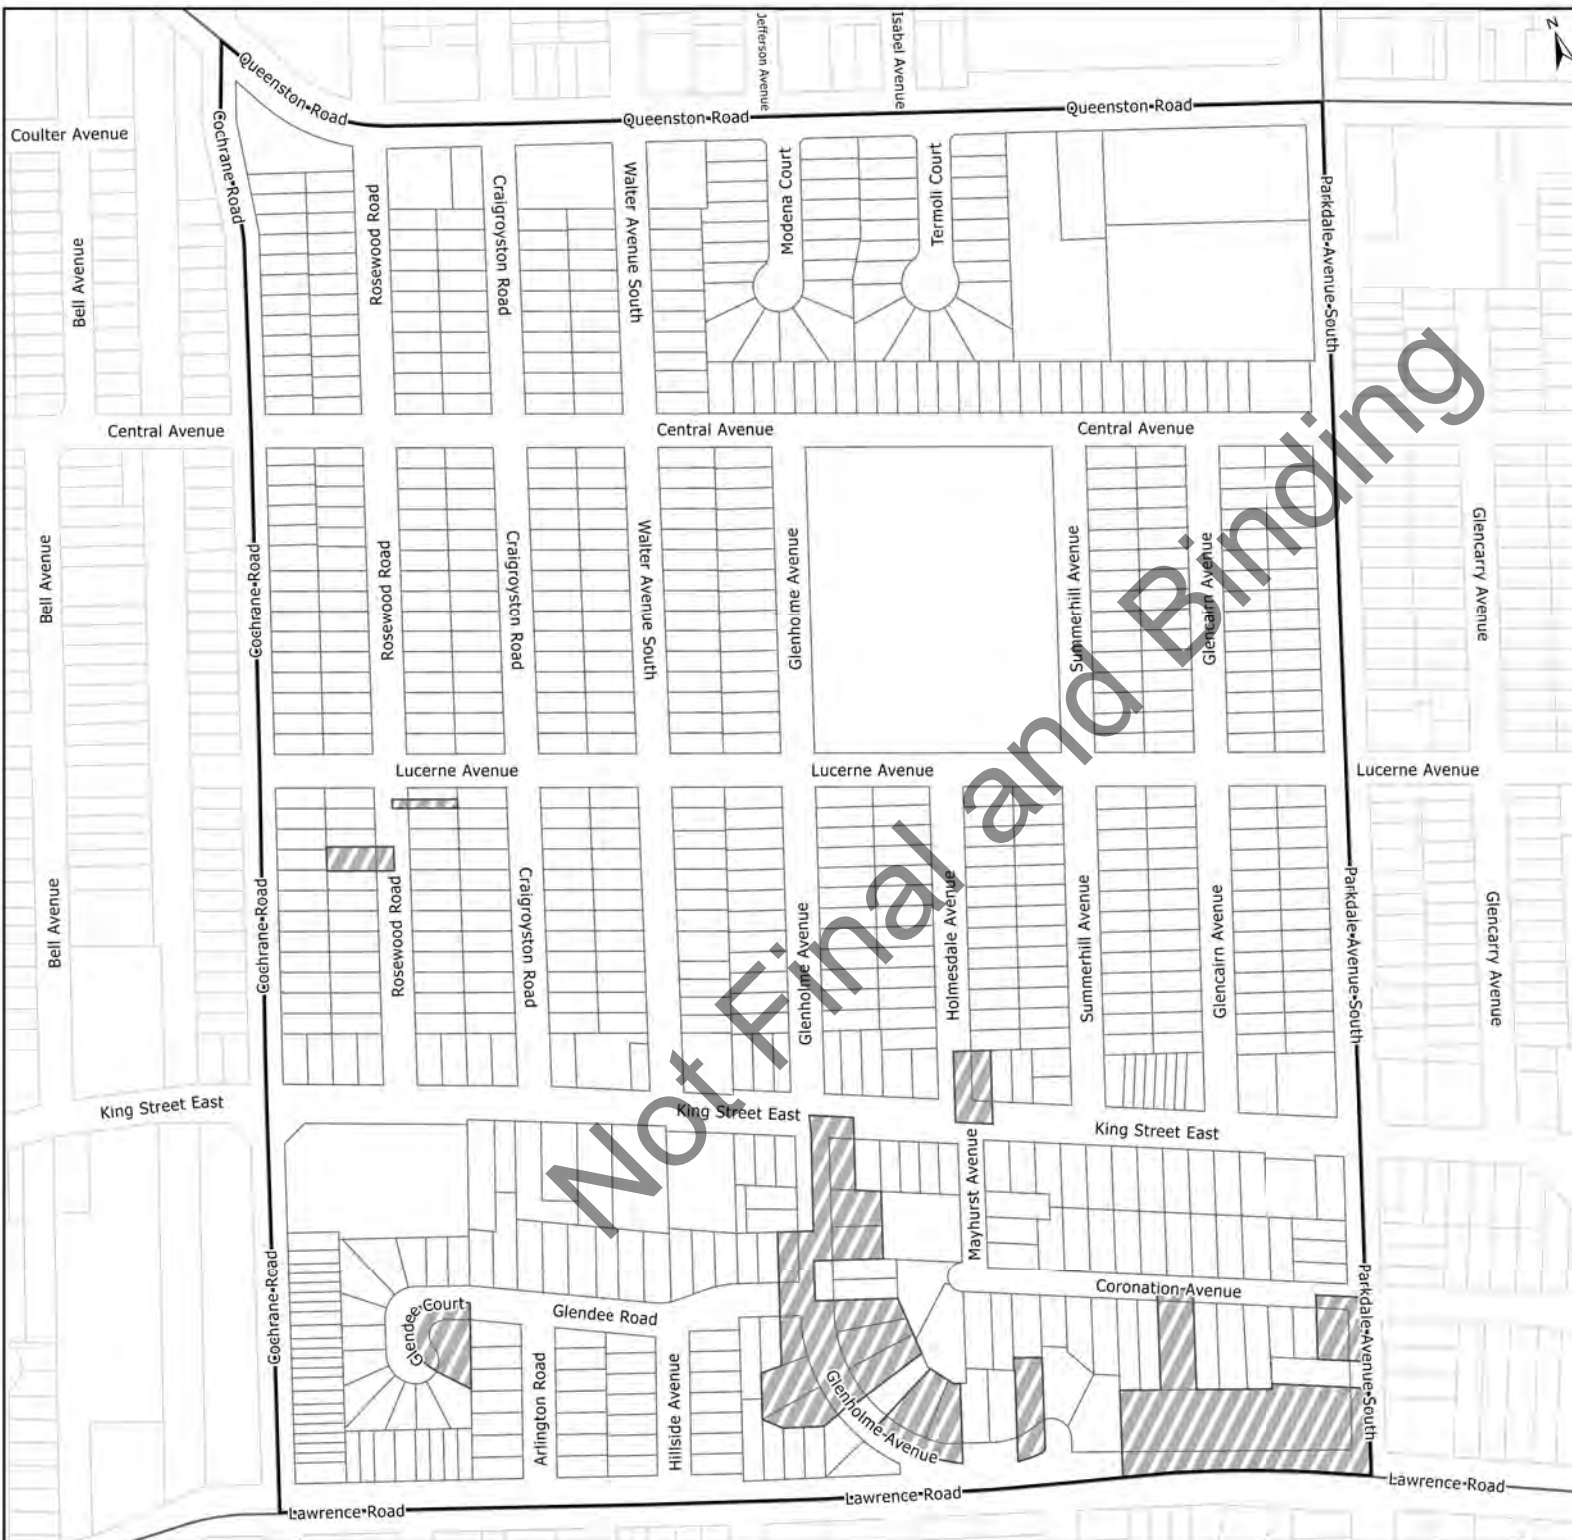 Jefferson Avenue
Isabel Avenue
N
Queenston Road
Queenston Road
Queenston Road
Coulter Avenue
Cochrane Road
Bell Avenue
Rosewood Road
Craigroyston Road
Walter Avenue South
Modena Court
Termoli Court
Parkdale Avenue South
Central Avenue
Central Avenue
Central Avenue
Bell Avenue
Cochrane Road
Rosewood Road
Craigroyston Road
Walter Avenue South
Glenholme Avenue
Summerhill Avenue
Glencairn Avenue
Glencarry Avenue
Lucerne Avenue
Lucerne Avenue
Lucerne Avenue
Bell Avenue
Cochrane Road
Rosewood Road
Craigroyston Road
Glenholme Avenue
Holmesdale Avenue
Summerhill Avenue
Glencairn Avenue
Parkdale Avenue South
Glencarry Avenue
Not Final and Binding
King Street East
King Street East
King Street East
Mayhurst Avenue
Cochrane Road
Glendee Court
Glendee Road
Coronation Avenue
Parkdale Avenue South
Arlington Road
Hillside Avenue
Glenholme Avenue
Lawrence Road
Lawrence Road
Lawrence Road